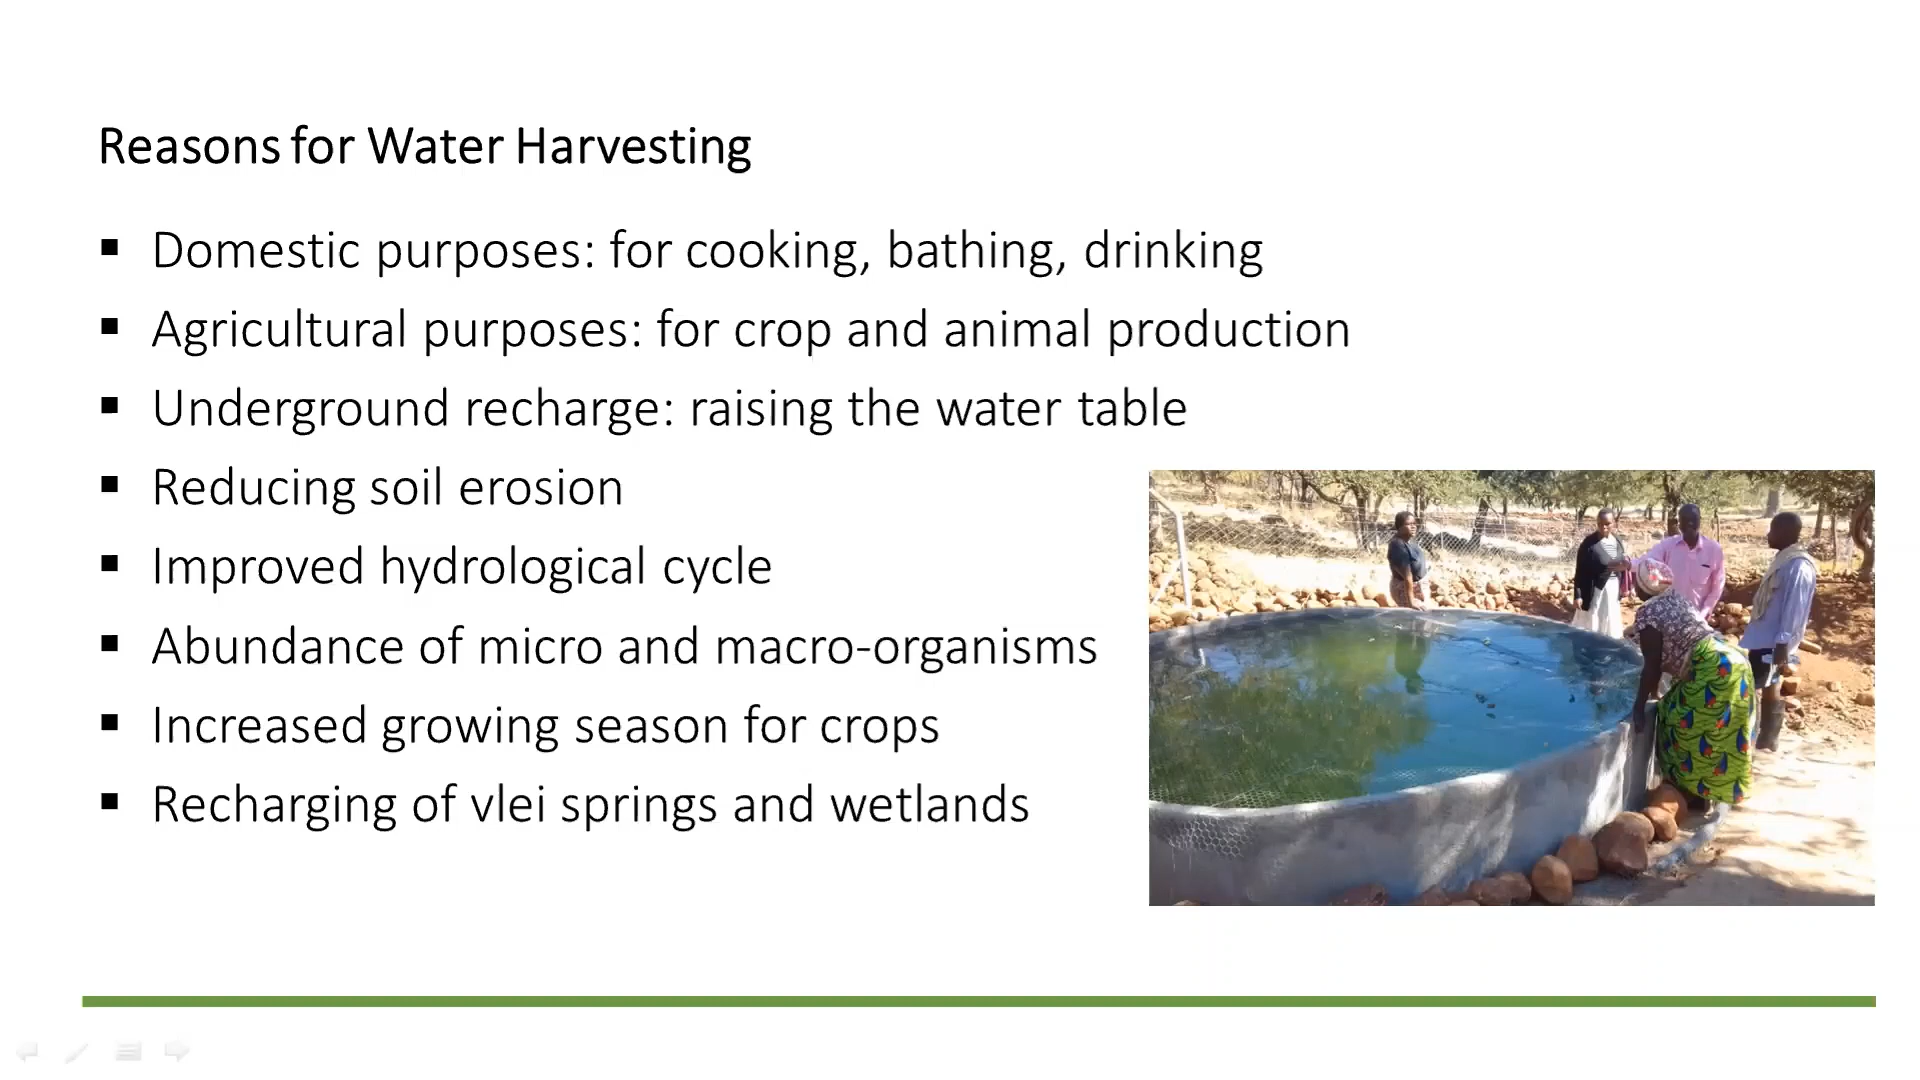 Reasons for Water Harvesting
▪ Domestic purposes: for cooking, bathing, drinking
▪ Agricultural purposes: for crop and animal production
▪ Underground recharge: raising the water table
▪ Reducing soil erosion
▪ Improved hydrological cycle
▪ Abundance of micro and macro-organisms
▪ Increased growing season for crops
▪ Recharging of vlei springs and wetlands